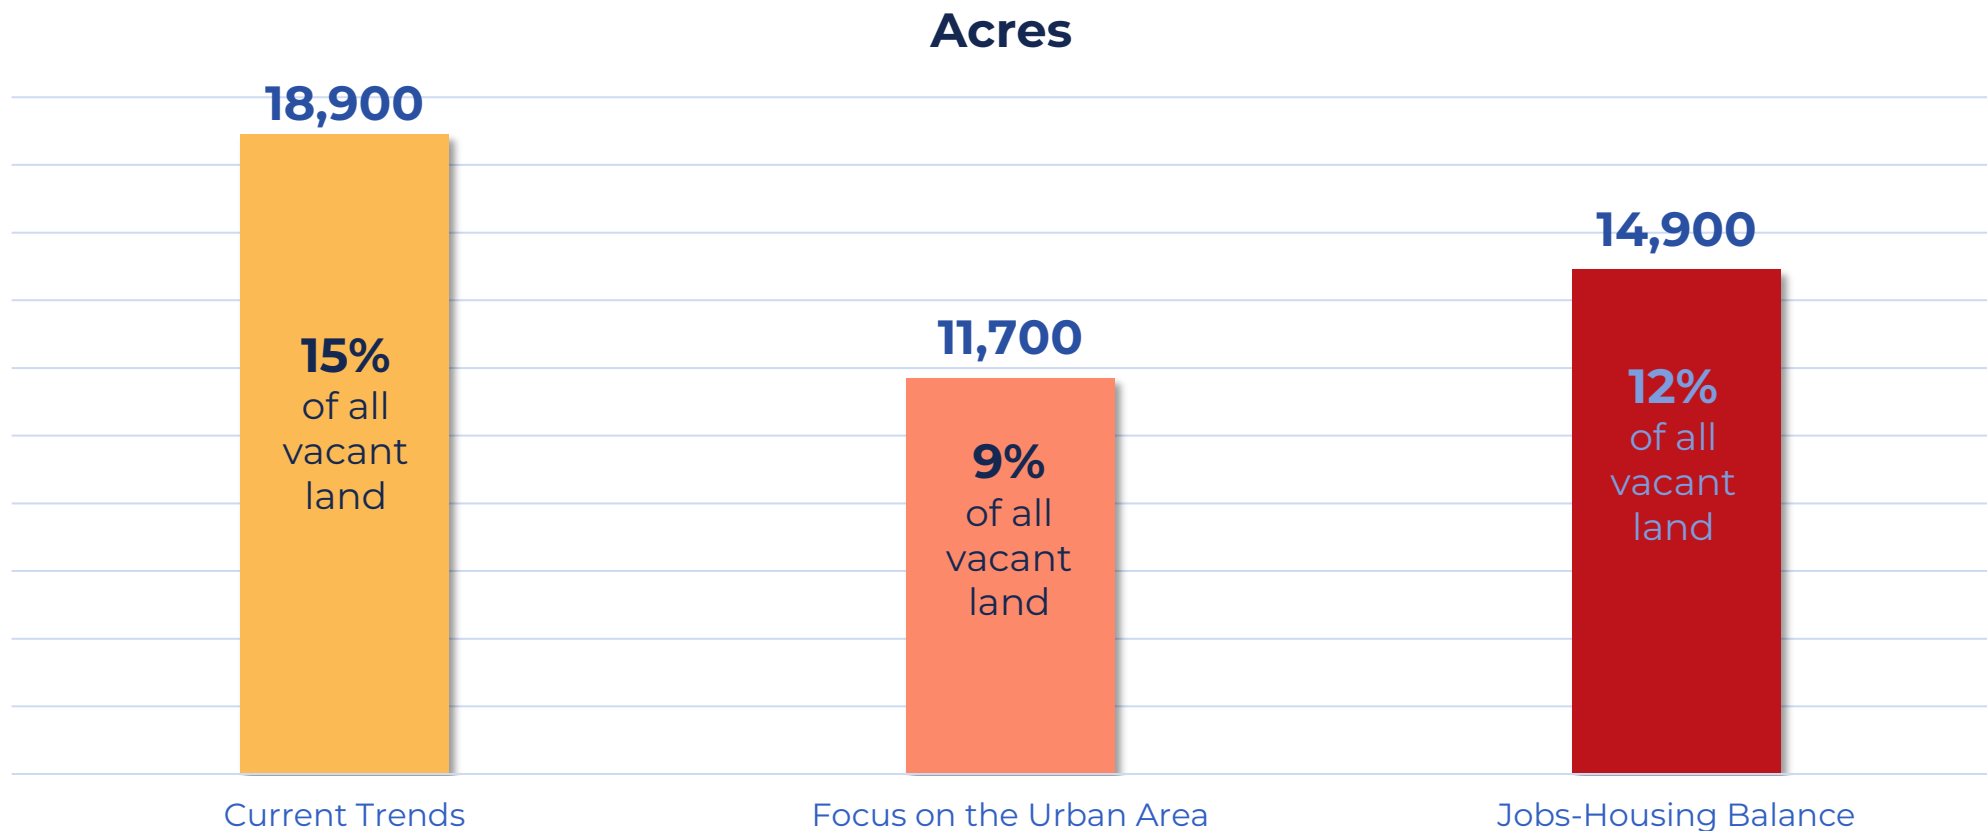 Acres
18,900
15%
of all
vacant
land
11,700
9%
of all
vacant
land
14,900
12%
of all
vacant
land
Current Trends
Focus on the Urban Area
Jobs-Housing Balance